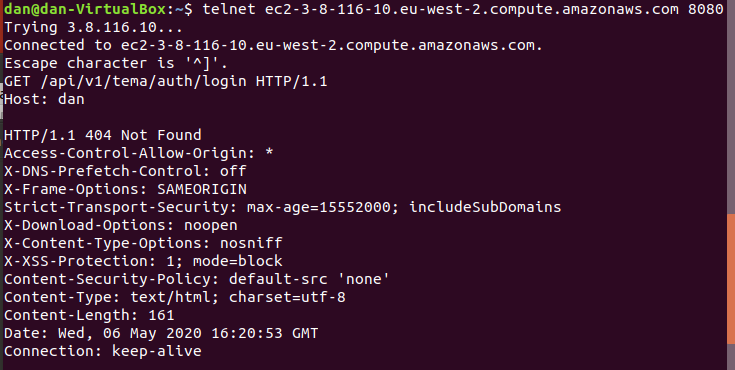 dan@dan-VirtualBox:~$ telnet ec2-3-8-116-10.eu-west-2.compute.amazonaws.com 8080
Trying 3.8.116.10...
Connected to ec2-3-8-116-10.eu-west-2.compute.amazonaws.com.
Escape character is '^]'.
GET /api/v1/tema/auth/login HTTP/1.1
Host: dan

HTTP/1.1 404 Not Found
Access-Control-Allow-Origin: *
X-DNS-Prefetch-Control: off
X-Frame-Options: SAMEORIGIN
Strict-Transport-Security: max-age=15552000; includeSubDomains
X-Download-Options: noopen
X-Content-Type-Options: nosniff
X-XSS-Protection: 1; mode=block
Content-Security-Policy: default-src 'none'
Content-Type: text/html; charset=utf-8
Content-Length: 161
Date: Wed, 06 May 2020 16:20:53 GMT
Connection: keep-alive